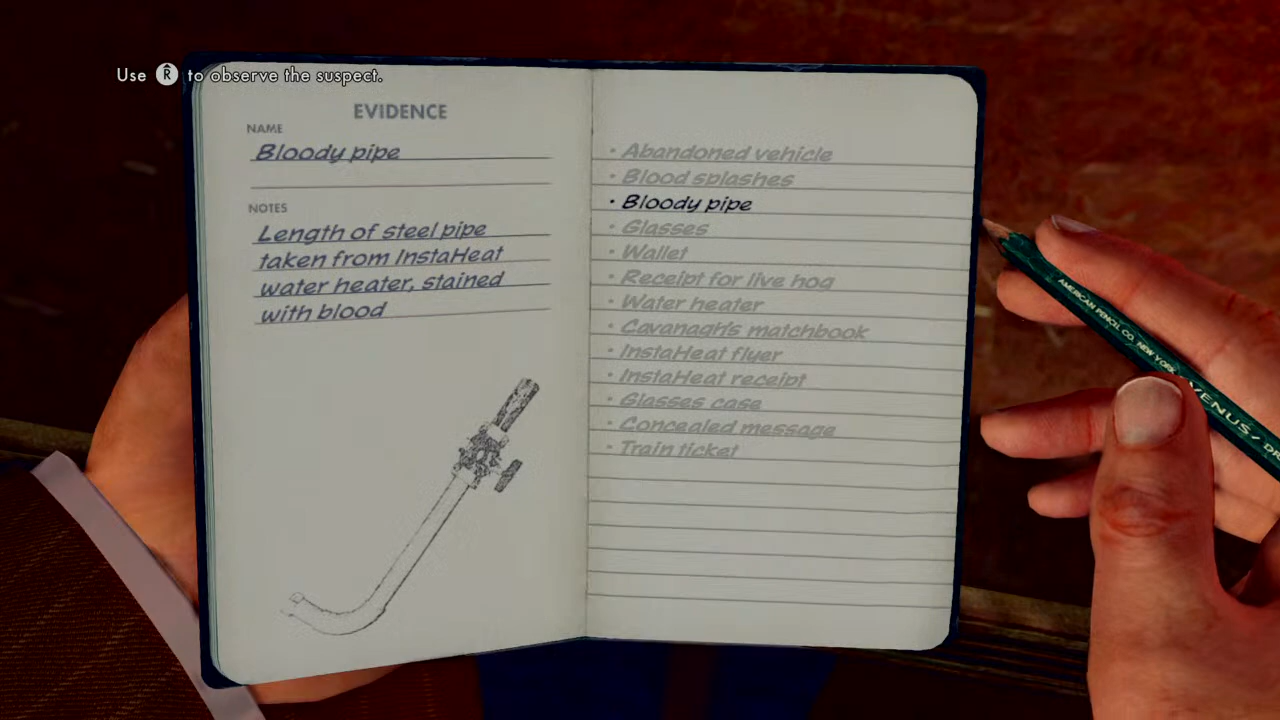 Use R to observe the suspect.
EVIDENCE
NAME
Bloody pipe
NOTES
Length of steel pipe
taken from InstaHeat
water heater, stained
with blood
• Abandoned vehicle
• Blood splashes
• Bloody pipe
• Glasses
• Wallet
• Receipt for live hog
• Water heater
• Cavanagh's matchbook
• InstaHeat flyer
• InstaHeat receipt
• Glasses case
• Concealed message
• Train ticket
AMERICAN PENCIL CO. NEW YORK
VENUS / DR